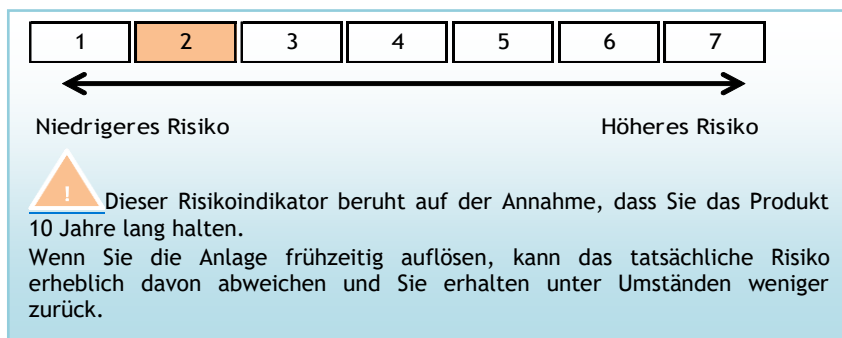 1 2 3 4 5 6 7
Niedrigeres Risiko Höheres Risiko
! Dieser Risikoindikator beruht auf der Annahme, dass Sie das Produkt
10 Jahre lang halten.
Wenn Sie die Anlage frühzeitig auflösen, kann das tatsächliche Risiko
erheblich davon abweichen und Sie erhalten unter Umständen weniger
zurück.